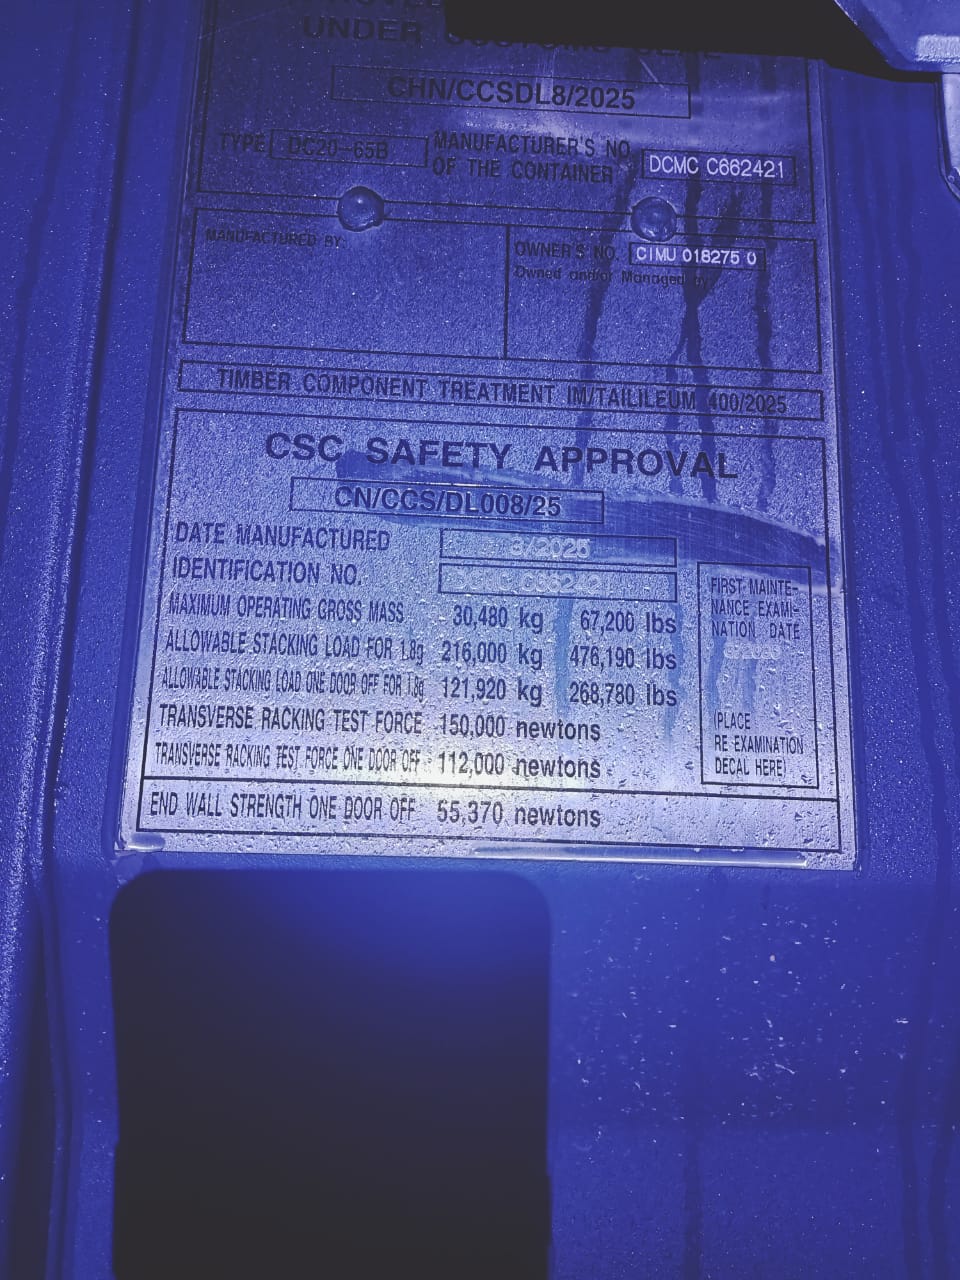 UNDER CUSTOMS SEAL
CHN/CCSDL8/2025
TYPE DC20-65B MANUFACTURER'S NO.
OF THE CONTAINER DCMC C662421
MANUFACTURED BY
OWNER'S NO. CIMU 018275 0
Owned and/or Managed by
TIMBER COMPONENT TREATMENT IM/TAILILEUM 400/2025
CSC SAFETY APPROVAL
CN/CCS/DL008/25
DATE MANUFACTURED 3/2025
IDENTIFICATION NO. DCMC C662421
MAXIMUM OPERATING GROSS MASS 30,480 kg 67,200 lbs
ALLOWABLE STACKING LOAD FOR 1.8g 216,000 kg 476,190 lbs
ALLOWABLE STACKING LOAD ONE DOOR OFF FOR 1.8g 121,920 kg 268,780 lbs
TRANSVERSE RACKING TEST FORCE 150,000 newtons
TRANSVERSE RACKING TEST FORCE ONE DOOR OFF 112,000 newtons
END WALL STRENGTH ONE DOOR OFF 55,370 newtons
FIRST MAINTE-
NANCE EXAMI-
NATION DATE
(PLACE
RE EXAMINATION
DECAL HERE)